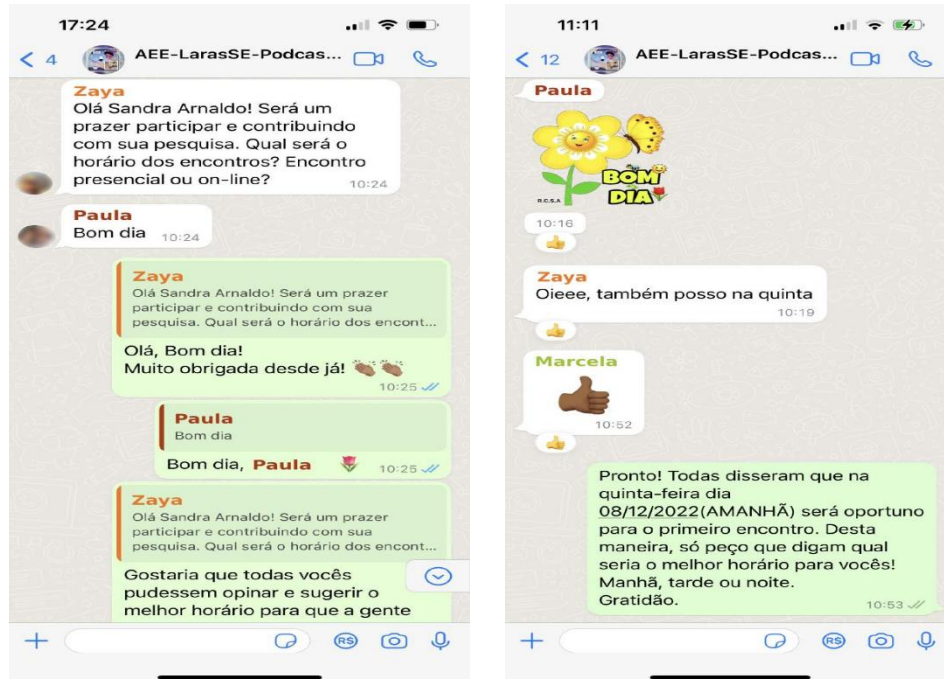 17:24
4
AEE-LarasSE-Podcas...
Zaya
Olá Sandra Arnaldo! Será um
prazer participar e contribuindo
com sua pesquisa. Qual será o
horário dos encontros? Encontro
presencial ou on-line?
10:24
Paula
Bom dia
10:24
Zaya
Olá Sandra Arnaldo! Será um prazer
participar e contribuindo com sua
pesquisa. Qual será o horário dos encont...
Olá, Bom dia!
Muito obrigada desde já!
10:25
Paula
Bom dia
Bom dia, Paula
10:25
Zaya
Olá Sandra Arnaldo! Será um prazer
participar e contribuindo com sua
pesquisa. Qual será o horário dos encont...
Gostaria que todas vocês
pudessem opinar e sugerir o
melhor horário para que a gente
R$
11:11
12
AEE-LarasSE-Podcas...
Paula
BOM
DIA
R.C.S.A
10:16
Zaya
Oieee, também posso na quinta
10:19
Marcela
10:52
Pronto! Todas disseram que na
quinta-feira dia
08/12/2022(AMANHÃ) será oportuno
para o primeiro encontro. Desta
maneira, só peço que digam qual
seria o melhor horário para vocês!
Manhã, tarde ou noite.
Gratidão.
10:53
R$